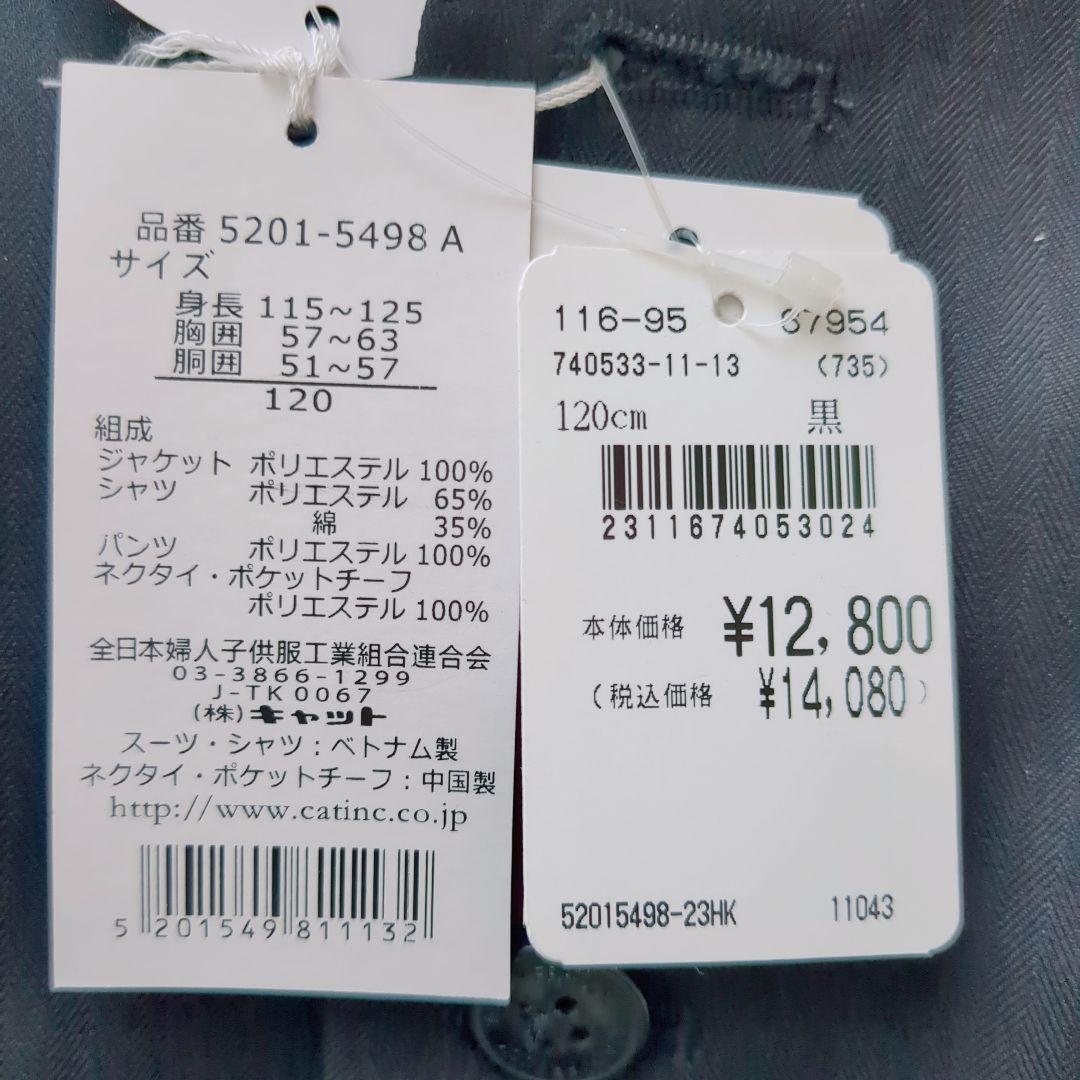 品番 5201-5498 A
サイズ
身長 115~125
胸囲 57~63
胴囲 51~57
120
組成
ジャケット ポリエステル 100%
シャツ ポリエステル 65%
綿 35%
パンツ ポリエステル 100%
ネクタイ・ポケットチーフ
ポリエステル 100%
全日本婦人子供服工業組合連合会
03-3866-1299
J-TK 0067
(株)キャット
スーツ・シャツ:ベトナム製
ネクタイ・ポケットチーフ:中国製
http://www.catinc.co.jp
5 201549 811132
116-95 87954
740533-11-13 (735)
120cm 黒
2311674053024
本体価格 ¥12,800
(税込価格 ¥14,080)
52015498-23HK 11043